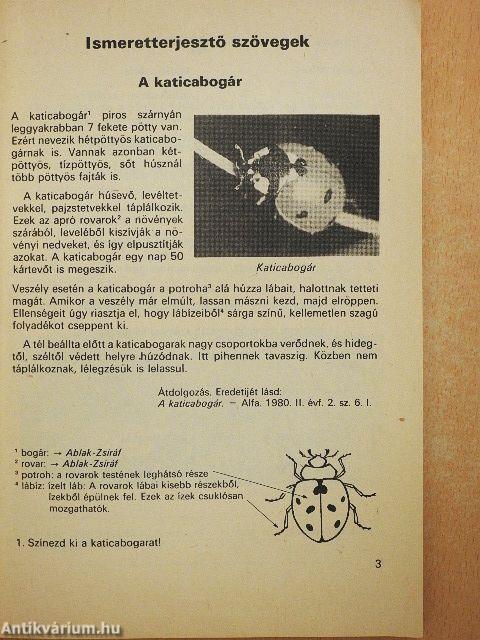 Ismeretterjesztő szövegek
A katicabogár
A katicabogár¹ piros szárnyán
leggyakrabban 7 fekete pötty van.
Ezért nevezik hétpöttyös katicabo-
gárnak is. Vannak azonban két-
pöttyös, tízpöttyös, sőt húsznál
több pöttyös fajták is.
A katicabogár húsevő, levéltet-
vekkel, pajzstetvekkel táplálkozik.
Ezek az apró rovarok² a növények
szárából, leveléből kiszívják a nö-
vényi nedveket, és így elpusztítják
azokat. A katicabogár egy nap 50
kártevőt is megeszik.
Katicabogár
Veszély esetén a katicabogár a potroha³ alá húzza lábait, halottnak tetteti
magát. Amikor a veszély már elmúlt, lassan mászni kezd, majd elröppen.
Ellenségeit úgy riasztja el, hogy lábízeiből⁴ sárga színű, kellemetlen szagú
folyadékot cseppent ki.
A tél beállta előtt a katicabogarak nagy csoportokba verődnek, és hideg-
től, széltől védett helyre húzódnak. Itt pihennek tavaszig. Közben nem
táplálkoznak, lélegzésük is lelassul.
Átdolgozás. Eredetijét lásd:
A katicabogár. – Alfa. 1980. II. évf. 2. sz. 6. l.
¹ bogár: → Ablak-Zsiráf
² rovar: → Ablak-Zsiráf
³ potroh: a rovarok testének leghátsó része
⁴ lábíz: ízelt láb: A rovarok lábai kisebb részekből,
ízekből épülnek fel. Ezek az ízek csuklósan
mozgathatók.
1. Színezd ki a katicabogarat!
3
Antikvárium.hu